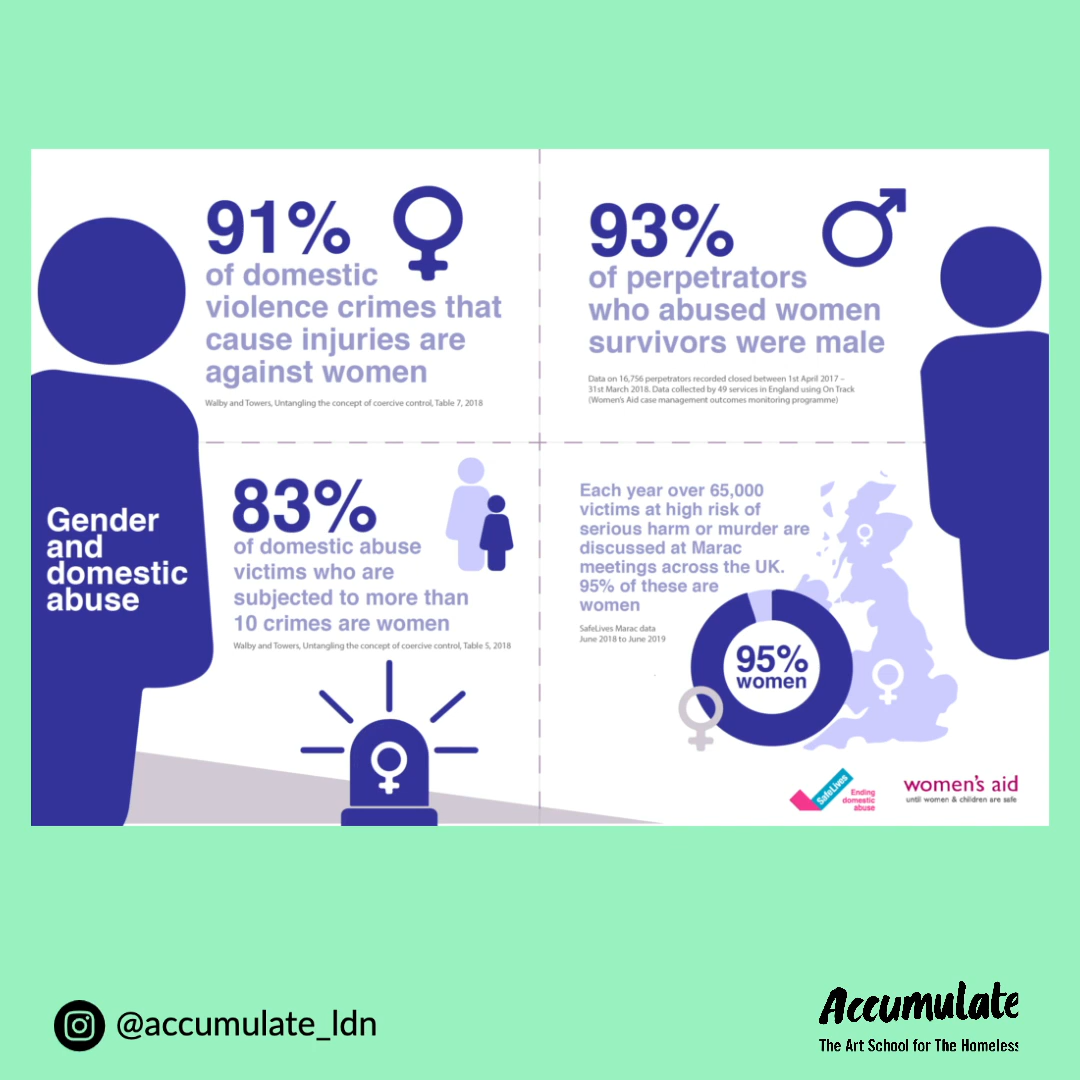 Gender
and
domestic
abuse
91%
of domestic
violence crimes that
cause injuries are
against women
Walby and Towers, Untangling the concept of coercive control, Table 7, 2018
93%
of perpetrators
who abused women
survivors were male
Data on 16,756 perpetrators recorded closed between 1st April 2017 –
31st March 2018. Data collected by 49 services in England using On Track
(Women's Aid case management outcomes monitoring programme)
83%
of domestic abuse
victims who are
subjected to more than
10 crimes are women
Walby and Towers, Untangling the concept of coercive control, Table 5, 2018
Each year over 65,000
victims at high risk of
serious harm or murder are
discussed at Marac
meetings across the UK.
95% of these are
women
SafeLives Marac data
June 2018 to June 2019
95%
women
SafeLives
Ending
domestic
abuse
women's aid
until women & children are safe
@accumulate_ldn
Accumulate
The Art School for The Homeless